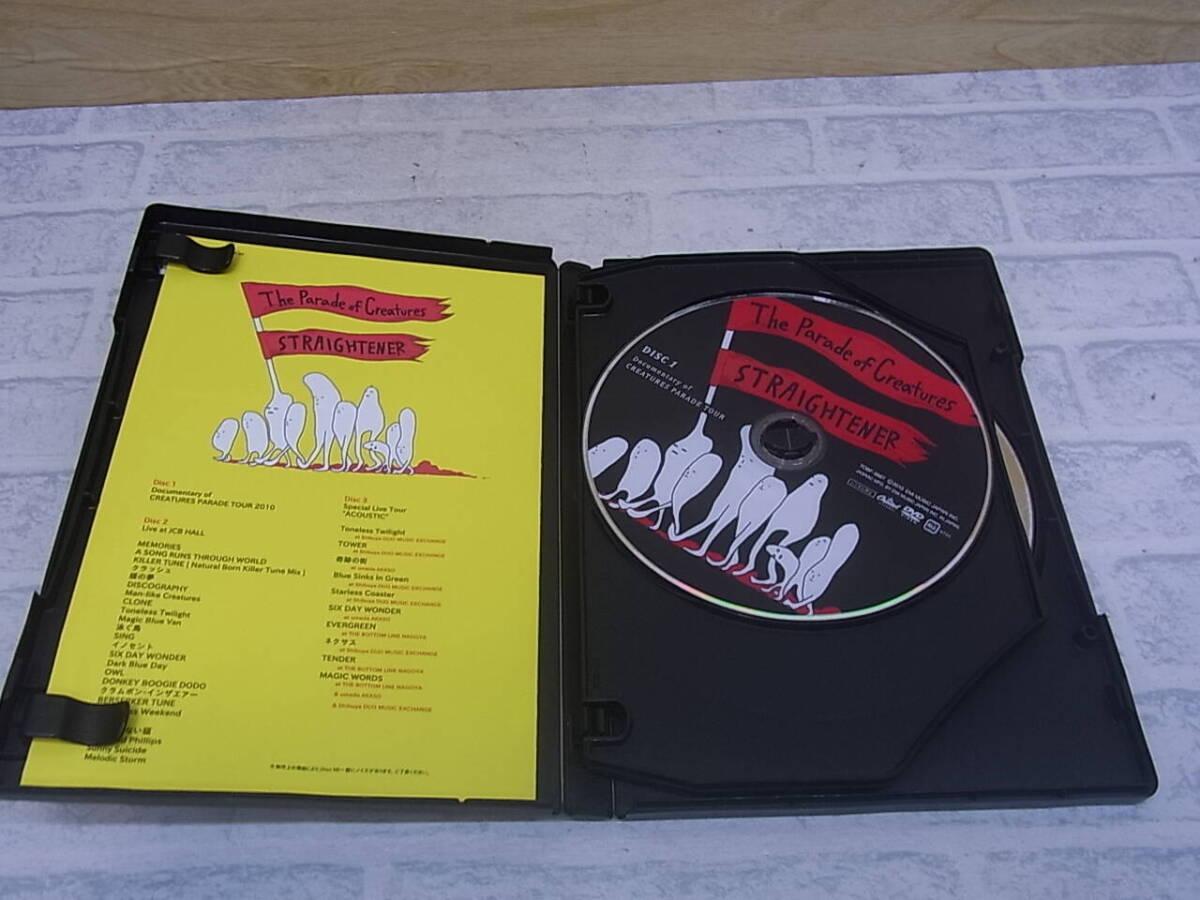 The Parade of Creatures
STRAIGHTENER
Disc 1
Documentary of
CREATURES PARADE TOUR 2010
Disc 2
Live at JCB HALL
MEMORIES
A SONG RUNS THROUGH WORLD
KILLER TUNE [ Natural Born Killer Tune Mix ]
クラッシュ
瞳の夢
DISCOGRAPHY
Man-like Creatures
CLONE
Toneless Twilight
Magic Blue Van
泳ぐ鳥
SING
イノセント
SIX DAY WONDER
Dark Blue Day
OWL
DONKEY BOOGIE DODO
クラムボン・インザエアー
BERSERKER TUNE
Weekend
ない頭
Phillips
Sunny Suicide
Melodic Storm
Disc 3
Special Live Tour
"ACOUSTIC"
Toneless Twilight
at Shibuya DUO MUSIC EXCHANGE
TOWER
at Shibuya DUO MUSIC EXCHANGE
奇跡の街
at umeda AKASO
Blue Sinks in Green
at Shibuya DUO MUSIC EXCHANGE
Starless Coaster
at Shibuya DUO MUSIC EXCHANGE
SIX DAY WONDER
at umeda AKASO
EVERGREEN
at THE BOTTOM LINE NAGOYA
ネクサス
at Shibuya DUO MUSIC EXCHANGE
TENDER
at THE BOTTOM LINE NAGOYA
MAGIC WORDS
at THE BOTTOM LINE NAGOYA
& umeda AKASO
& Shibuya DUO MUSIC EXCHANGE
The Parade of Creatures
STRAIGHTENER
DISC 1
Documentary of
CREATURES PARADE TOUR
DVD